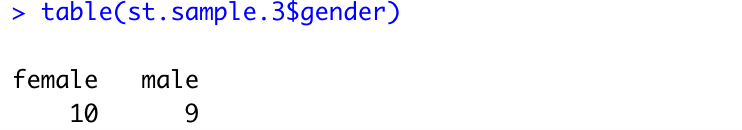 > table(st.sample.3$gender)
female   male
    10      9